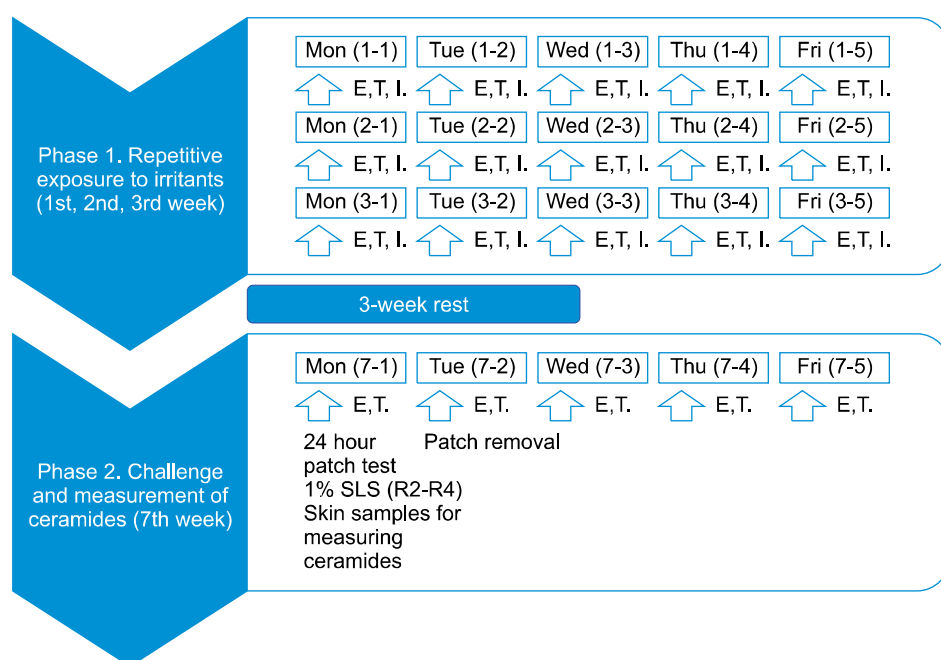 Mon (1-1) Tue (1-2) Wed (1-3) Thu (1-4) Fri (1-5)
E,T, I. E,T, I. E,T, I. E,T, I. E,T, I.
Mon (2-1) Tue (2-2) Wed (2-3) Thu (2-4) Fri (2-5)
E,T, I. E,T, I. E,T, I. E,T, I. E,T, I.
Mon (3-1) Tue (3-2) Wed (3-3) Thu (3-4) Fri (3-5)
E,T, I. E,T, I. E,T, I. E,T, I. E,T, I.
Phase 1. Repetitive
exposure to irritants
(1st, 2nd, 3rd week)
3-week rest
Mon (7-1) Tue (7-2) Wed (7-3) Thu (7-4) Fri (7-5)
E,T. E,T. E,T. E,T. E,T.
24 hour
patch test
1% SLS (R2-R4)
Skin samples for
measuring
ceramides
Patch removal
Phase 2. Challenge
and measurement of
ceramides (7th week)